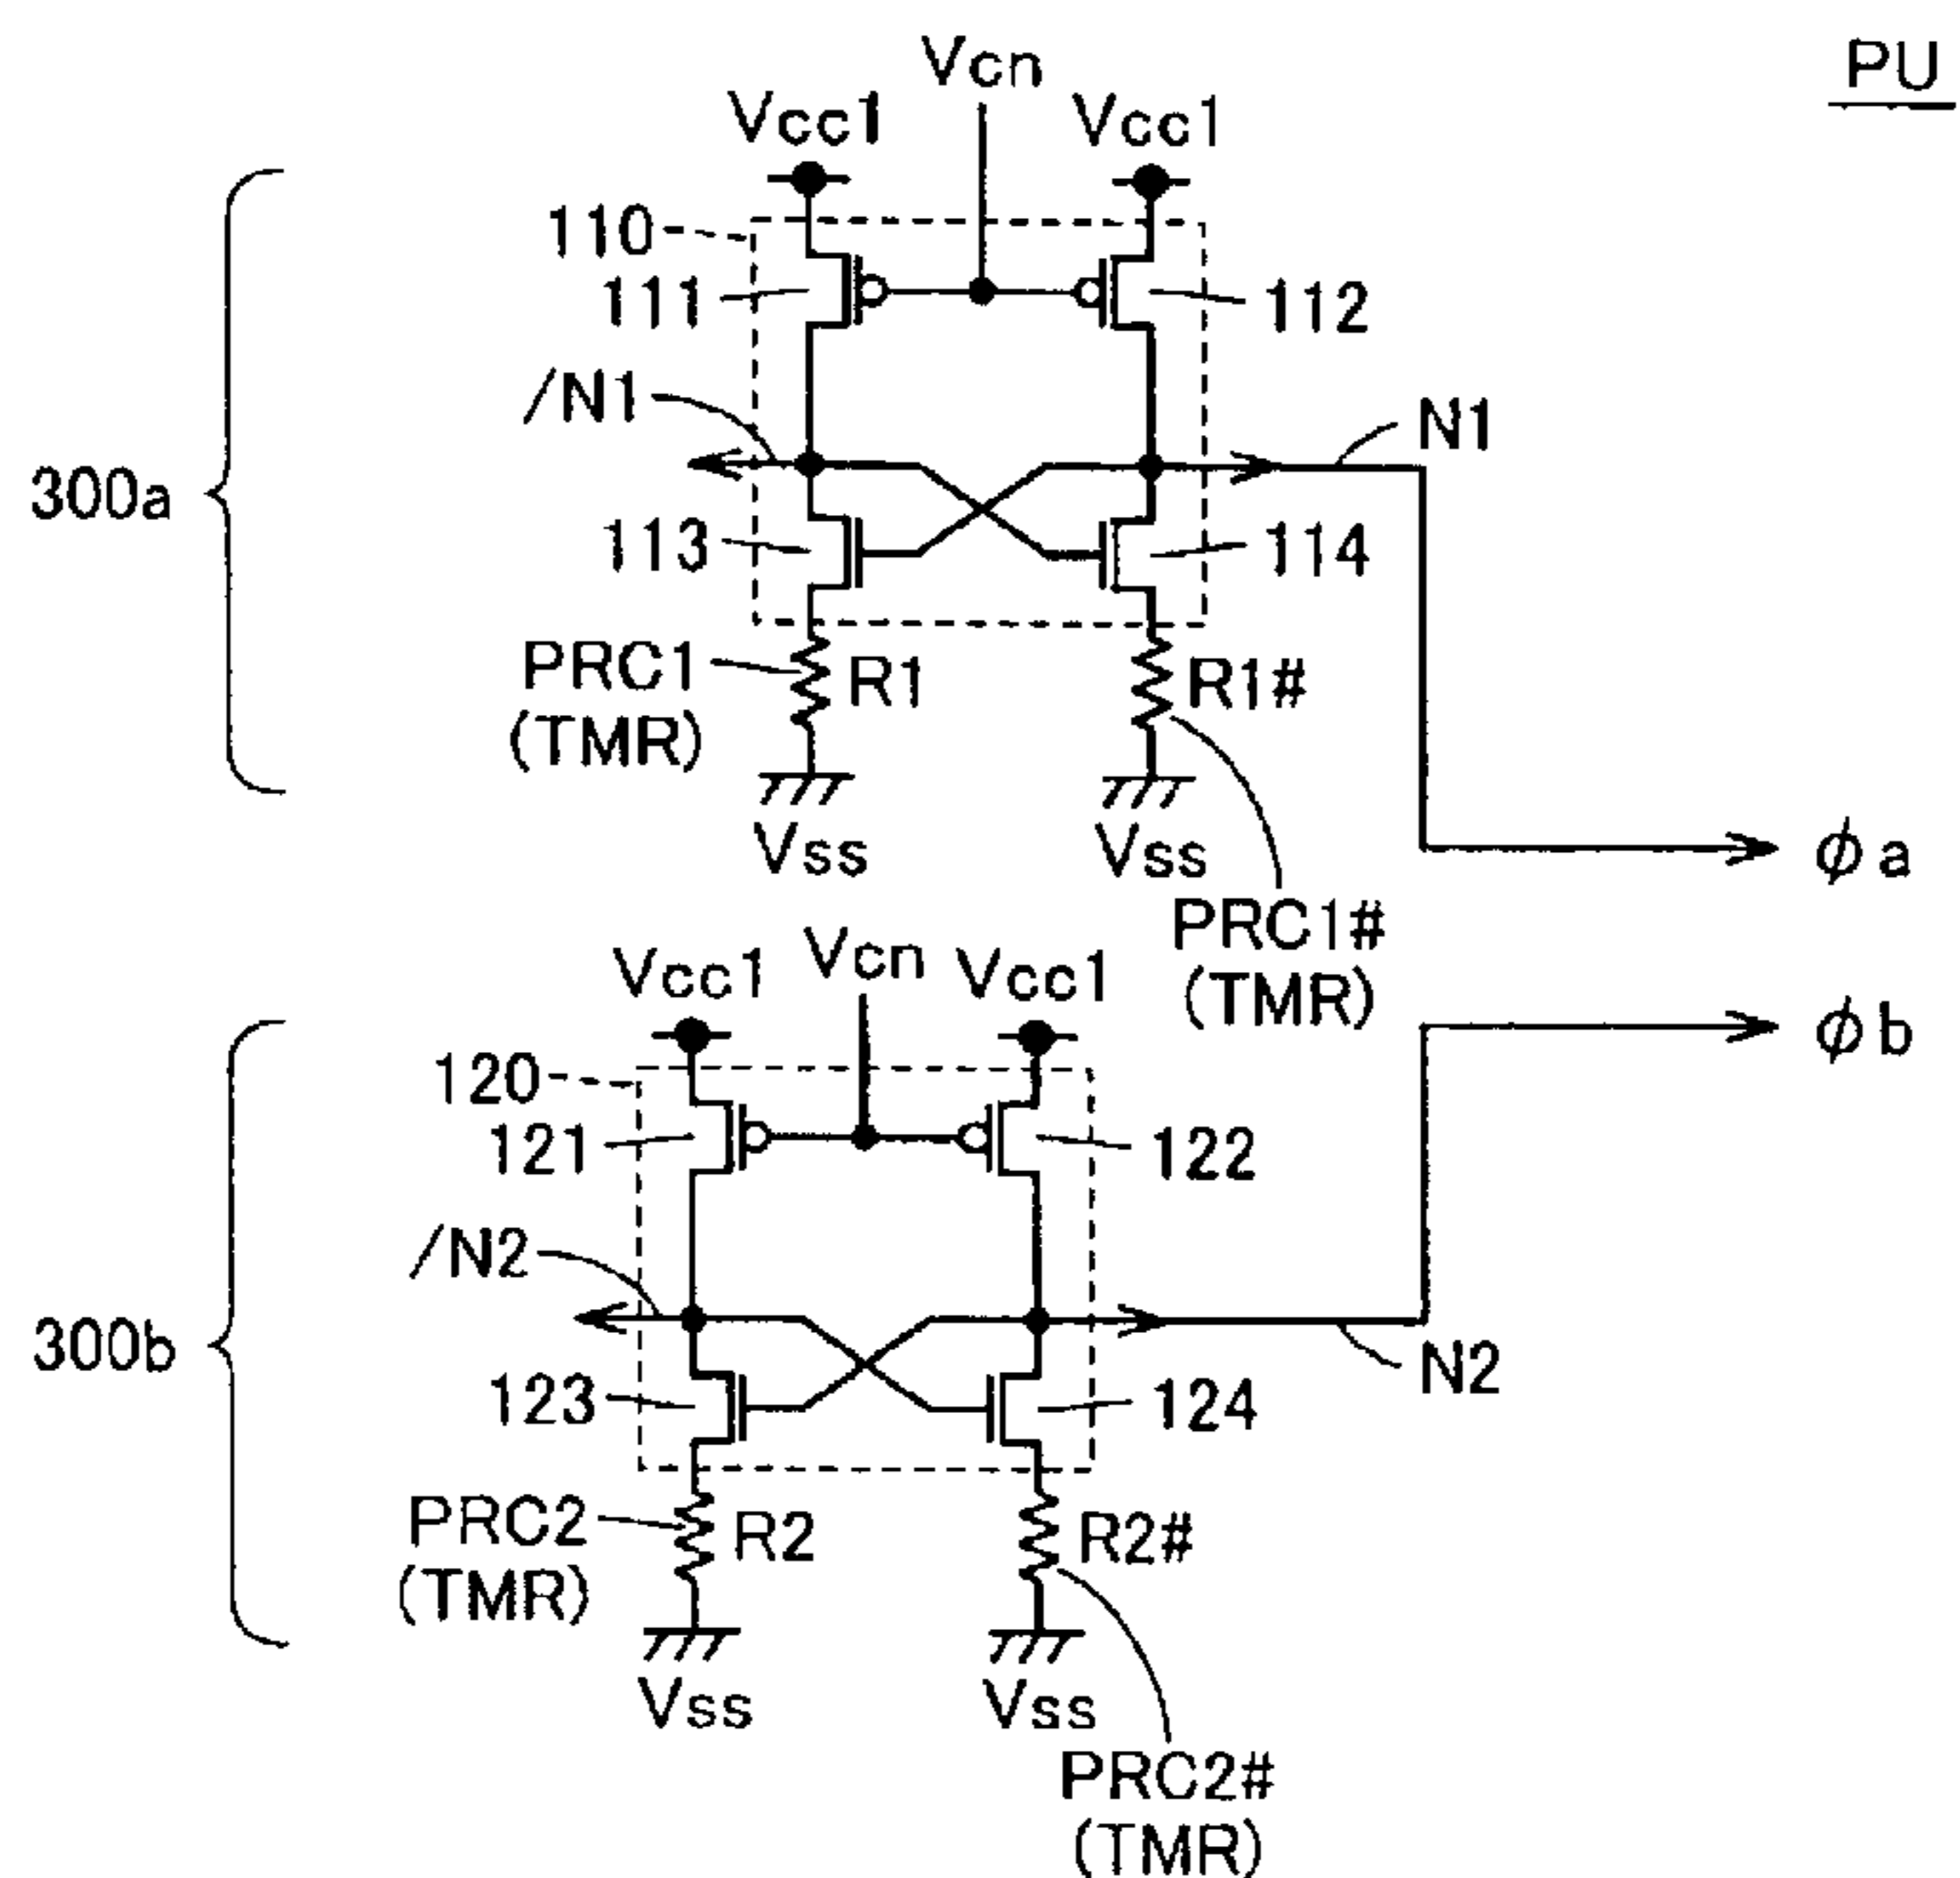 PU
Vcn
Vcc1
Vcc1
110
111
112
/N1
N1
300a
113
114
PRC1
(TMR)
R1
R1#
Vss
Vss
ϕa
PRC1#
(TMR)
Vcn
Vcc1
Vcc1
ϕb
120
121
122
/N2
300b
N2
123
124
PRC2
(TMR)
R2
R2#
Vss
Vss
PRC2#
(TMR)